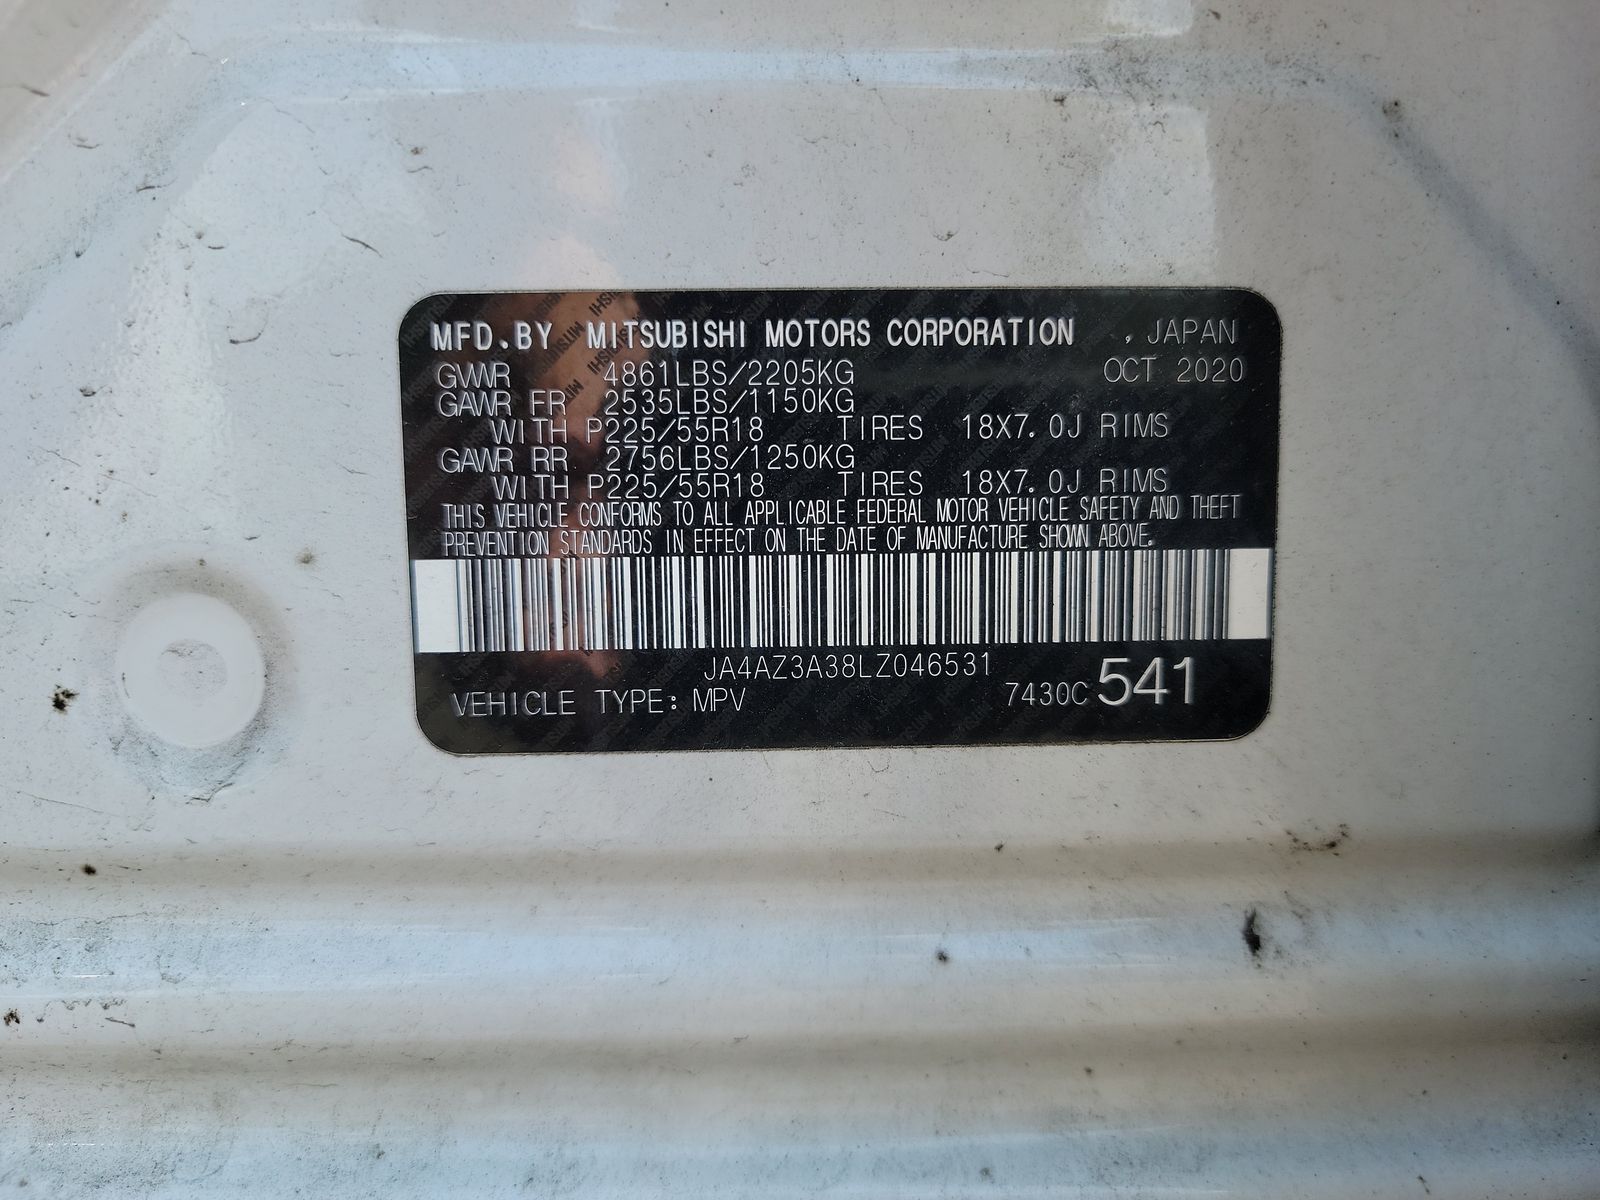 MFD.BY MITSUBISHI MOTORS CORPORATION , JAPAN
GVWR 4861LBS/2205KG OCT 2020
GAWR FR 2535LBS/1150KG
WITH P225/55R18 TIRES 18X7.0J RIMS
GAWR RR 2756LBS/1250KG
WITH P225/55R18 TIRES 18X7.0J RIMS
THIS VEHICLE CONFORMS TO ALL APPLICABLE FEDERAL MOTOR VEHICLE SAFETY AND THEFT
PREVENTION STANDARDS IN EFFECT ON THE DATE OF MANUFACTURE SHOWN ABOVE.
JA4AZ3A38LZ046531
VEHICLE TYPE: MPV 7430C 541